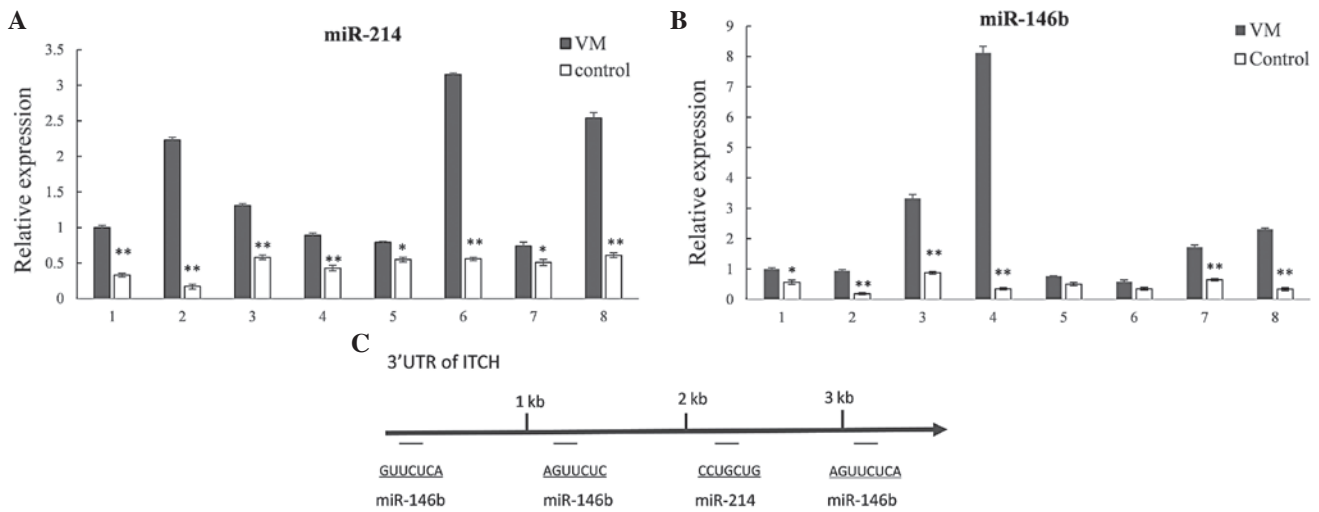 A
miR-214
VM
control
Relative expression
3.5
3
2.5
2
1.5
1
0.5
0
** ** ** ** * ** * **
1 2 3 4 5 6 7 8
B
miR-146b
VM
Control
Relative expression
9
8
7
6
5
4
3
2
1
0
* ** ** ** ** **
1 2 3 4 5 6 7 8
C
3'UTR of ITCH
1 kb 2 kb 3 kb
GUUCUCA AGUUCUC CCUGCUG AGUUCUCA
miR-146b miR-146b miR-214 miR-146b